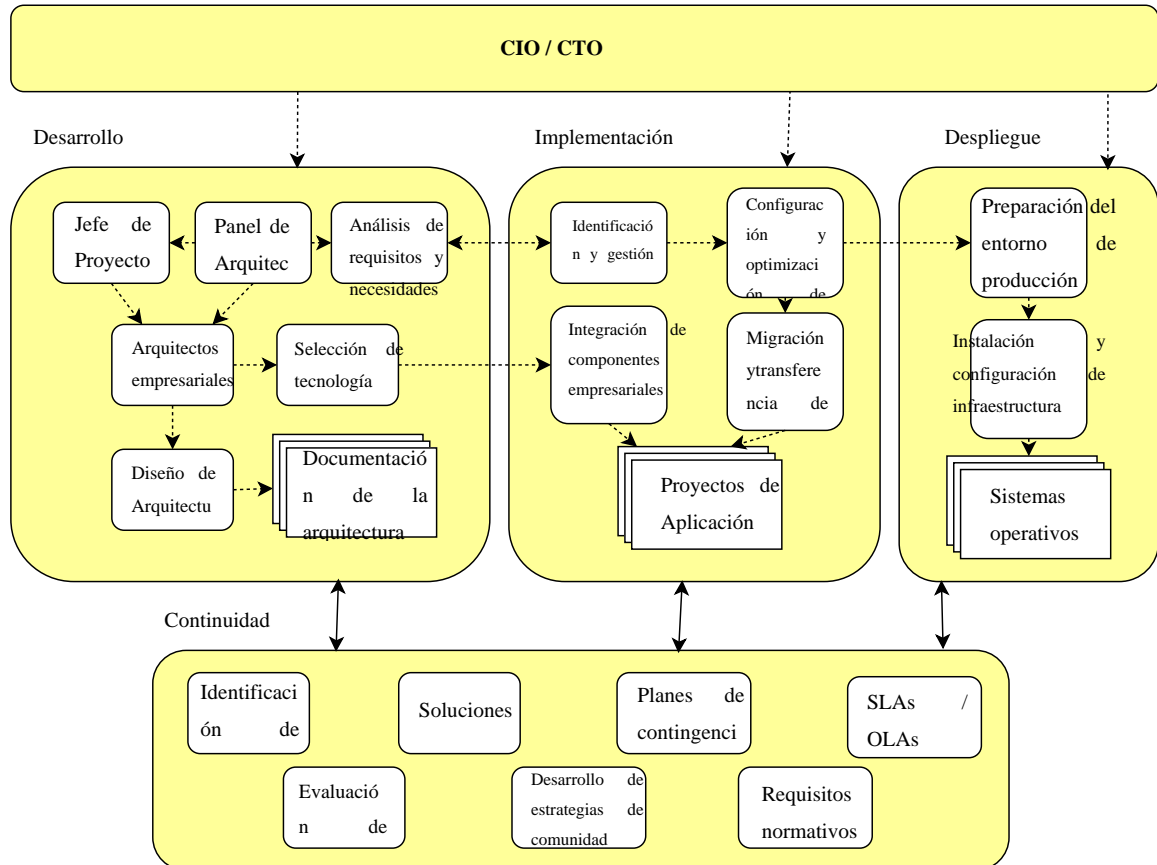 CIO / CTO
Desarrollo
Implementación
Despliegue
Jefe de
Proyecto
Panel de
Arquitec
Análisis de
requisitos y
necesidades
Arquitectos
empresariales
Selección de
tecnología
Diseño de
Arquitectu
Documentació
n de la
arquitectura
Identificació
n y gestión
Configurac
ión y
optimizaci
ón de
Integración de
componentes
empresariales
Migración
ytransfere
ncia de
Proyectos de
Aplicación
Preparación del
entorno de
producción
Instalación y
configuración de
infraestructura
Sistemas
operativos
Continuidad
Identificaci
ón de
Soluciones
Planes de
contingenci
SLAs /
OLAs
Evaluació
n de
Desarrollo de
estrategias de
comunidad
Requisitos
normativos